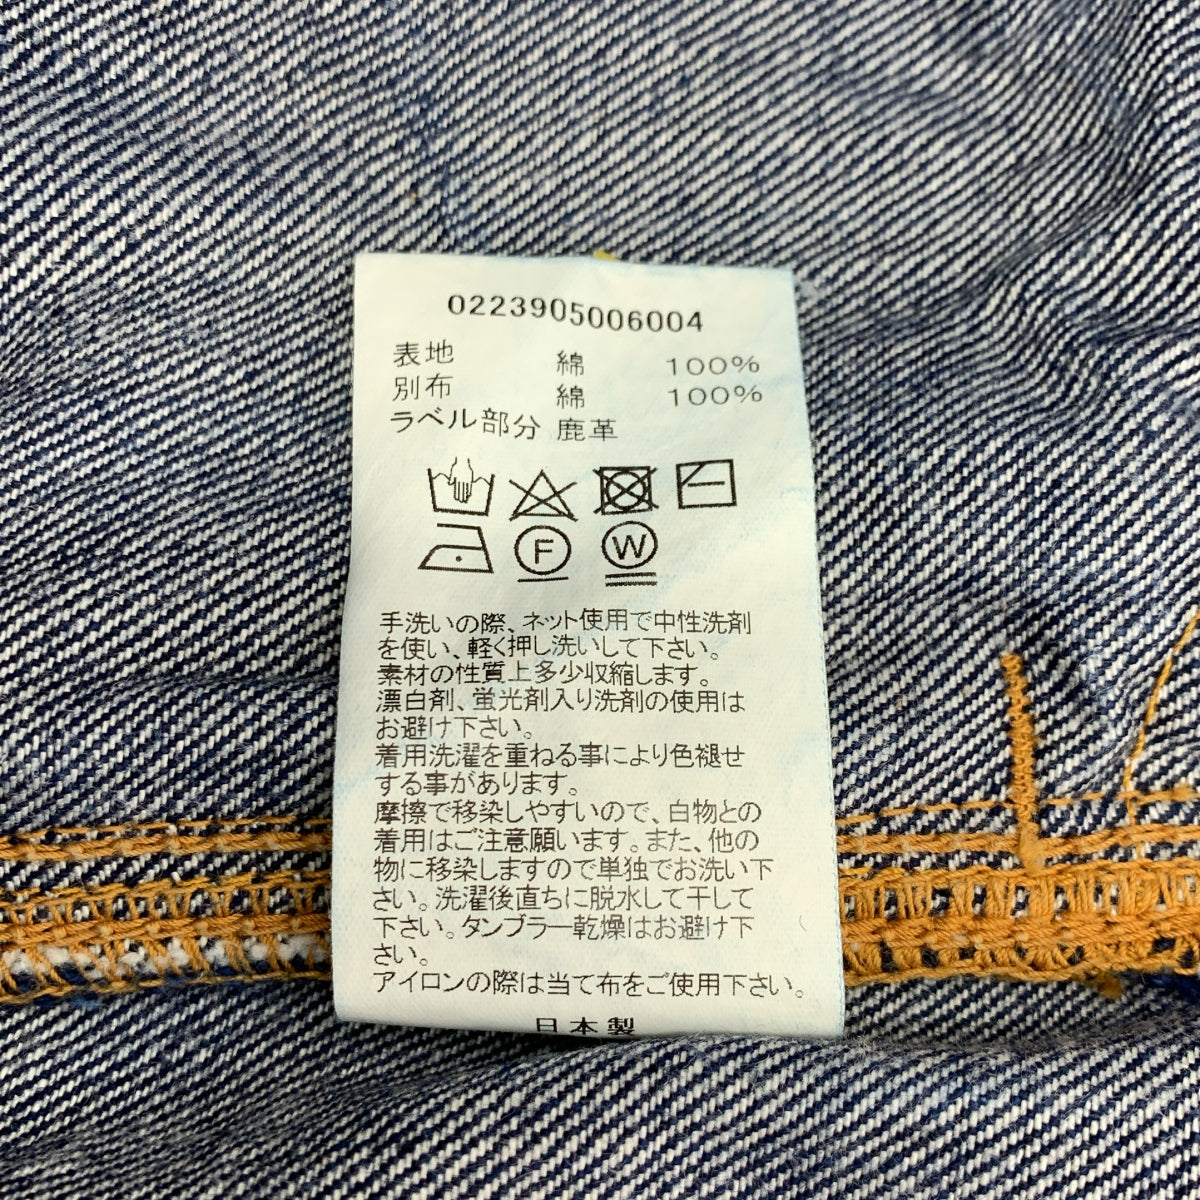 0223905006004
表地 綿 100%
別布 綿 100%
ラベル部分 鹿革
F W
手洗いの際、ネット使用で中性洗剤
を使い、軽く押し洗いして下さい。
素材の性質上多少収縮します。
漂白剤、蛍光剤入り洗剤の使用は
お避け下さい。
着用洗濯を重ねる事により色褪せ
する事があります。
摩擦で移染しやすいので、白物との
着用はご注意願います。また、他の
物に移染しますので単独でお洗い下
さい。洗濯後直ちに脱水して干して
下さい。タンブラー乾燥はお避け下
さい。
アイロンの際は当て布をご使用下さい。
日本製